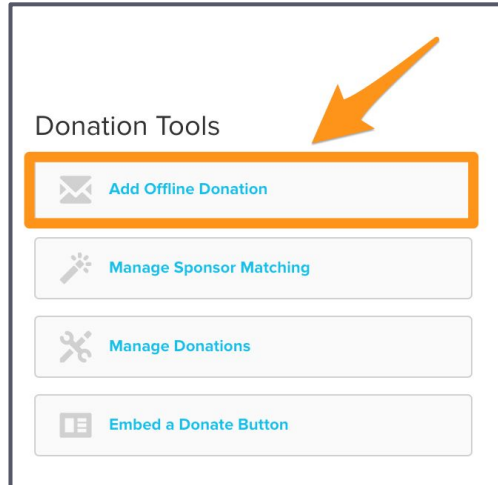 Donation Tools
Add Offline Donation
Manage Sponsor Matching
Manage Donations
Embed a Donate Button